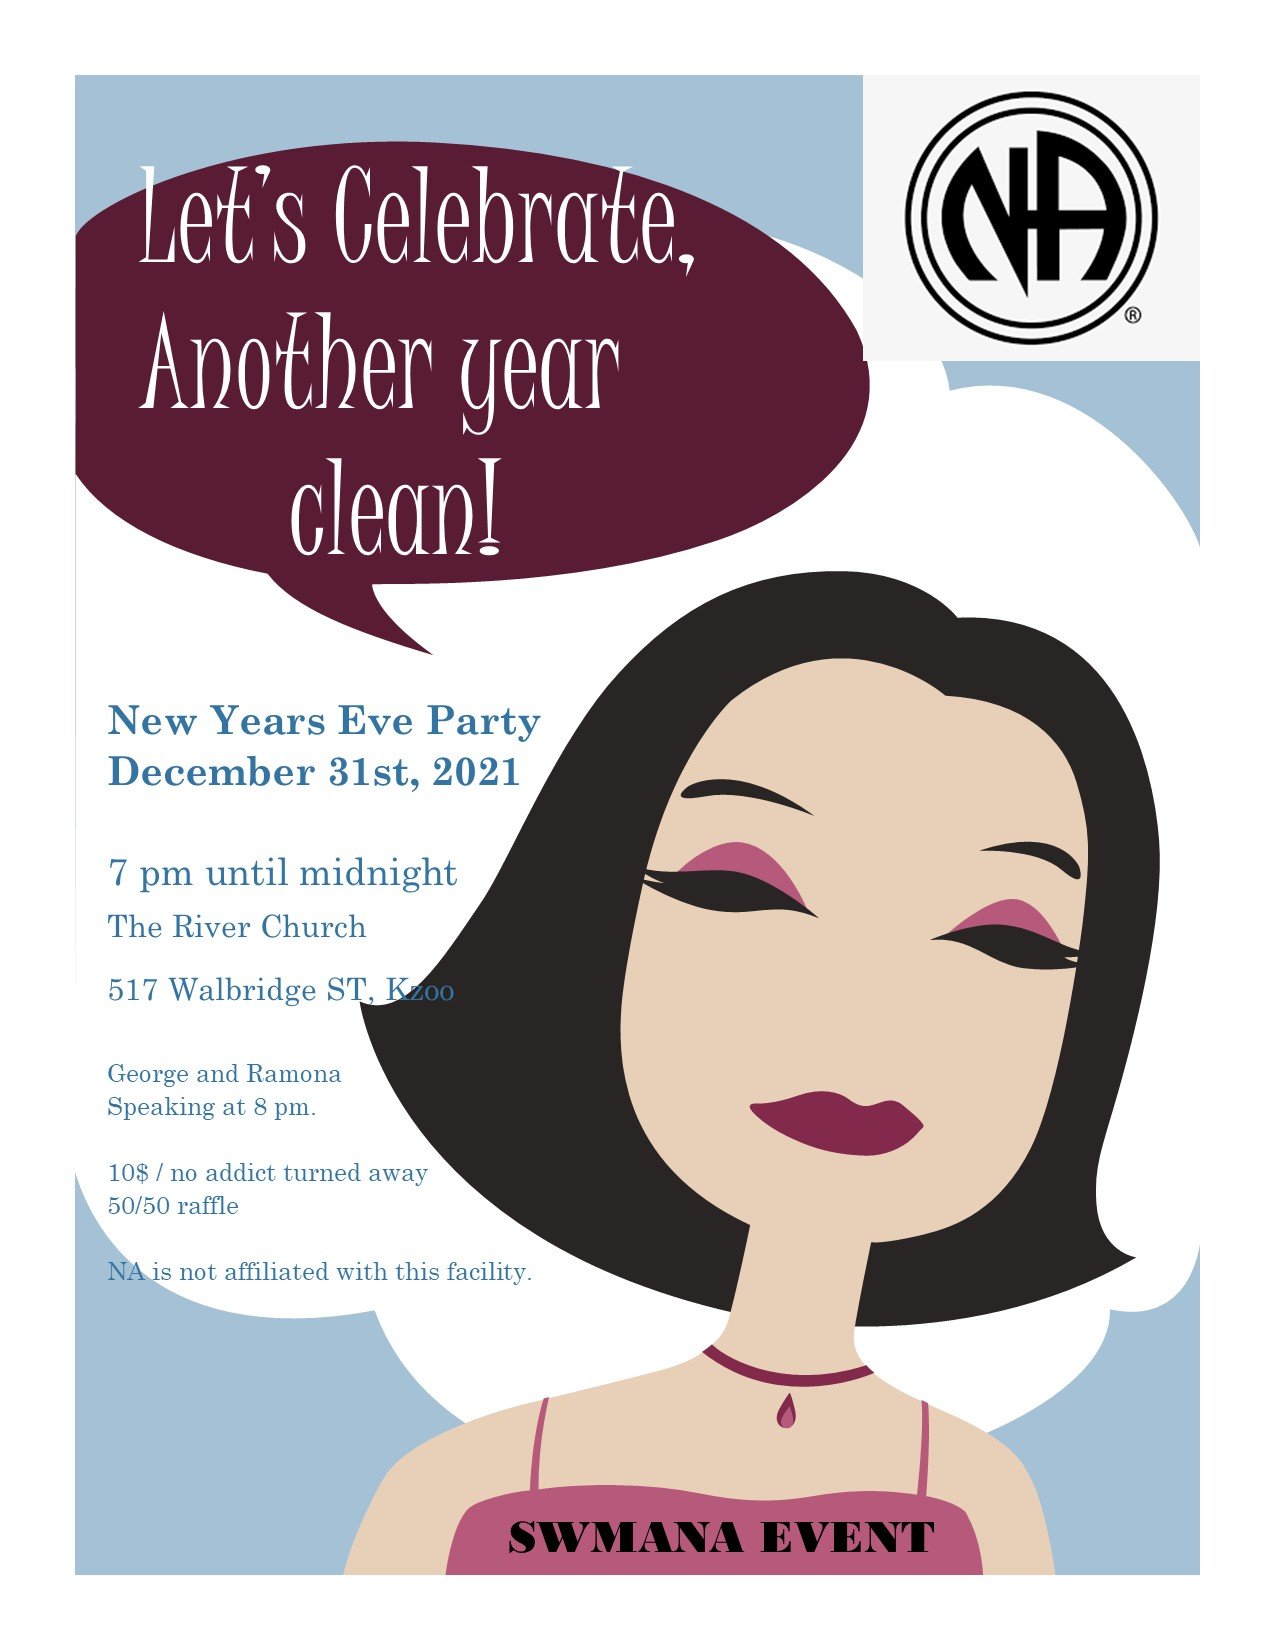 Let's Celebrate,
Another year
clean!
NA
®
New Years Eve Party
December 31st, 2021
7 pm until midnight
The River Church
517 Walbridge ST, Kzoo
George and Ramona
Speaking at 8 pm.
10$ / no addict turned away
50/50 raffle
NA is not affiliated with this facility.
SWMANA EVENT